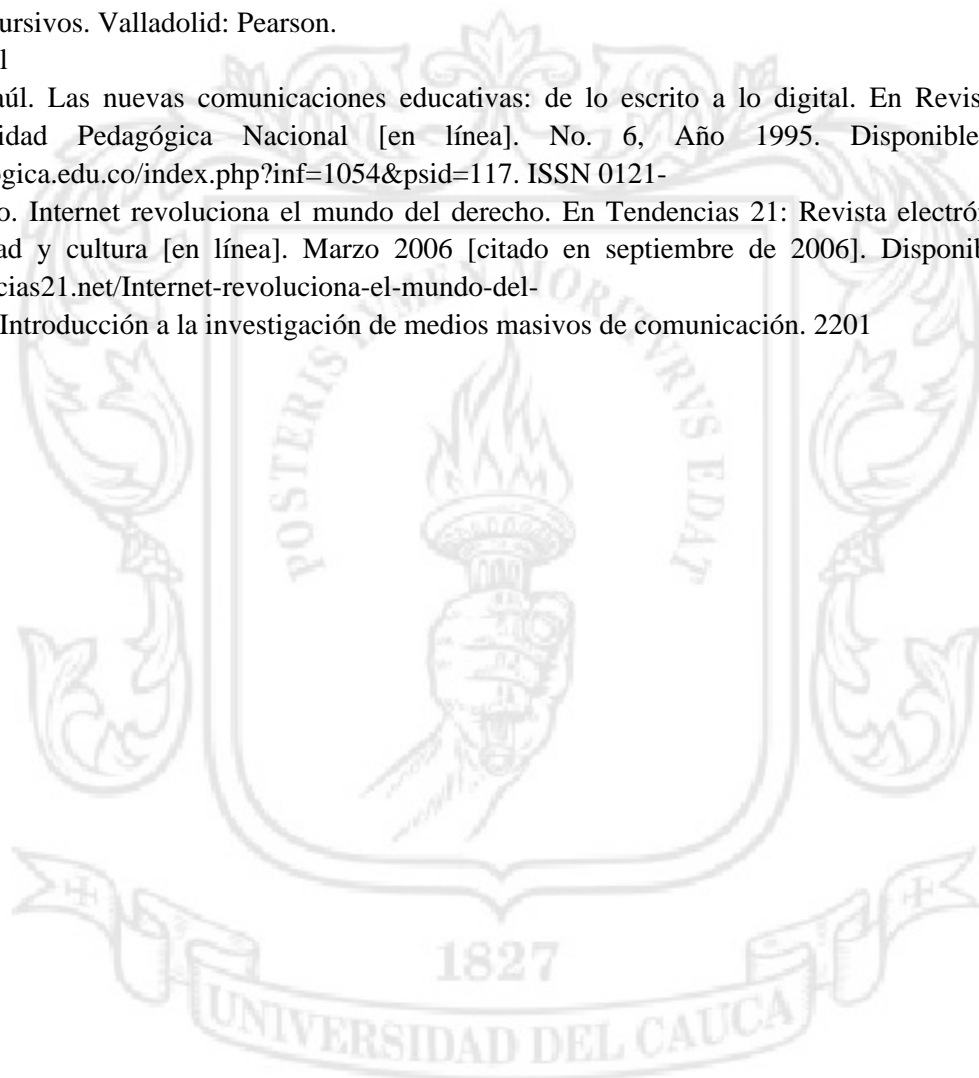 ursivos. Valladolid: Pearson.
l
aúl. Las nuevas comunicaciones educativas: de lo escrito a lo digital. En Revis
idad Pedagógica Nacional [en línea]. No. 6, Año 1995. Disponible
ógica.edu.co/index.php?inf=1054&psid=117. ISSN 0121-
o. Internet revoluciona el mundo del derecho. En Tendencias 21: Revista electrón
ad y cultura [en línea]. Marzo 2006 [citado en septiembre de 2006]. Disponib
cias21.net/Internet-revoluciona-el-mundo-del-
Introducción a la investigación de medios masivos de comunicación. 2201
POSTERIS LVMEN MORITVRVS EDAT
1827
UNIVERSIDAD DEL CAUCA